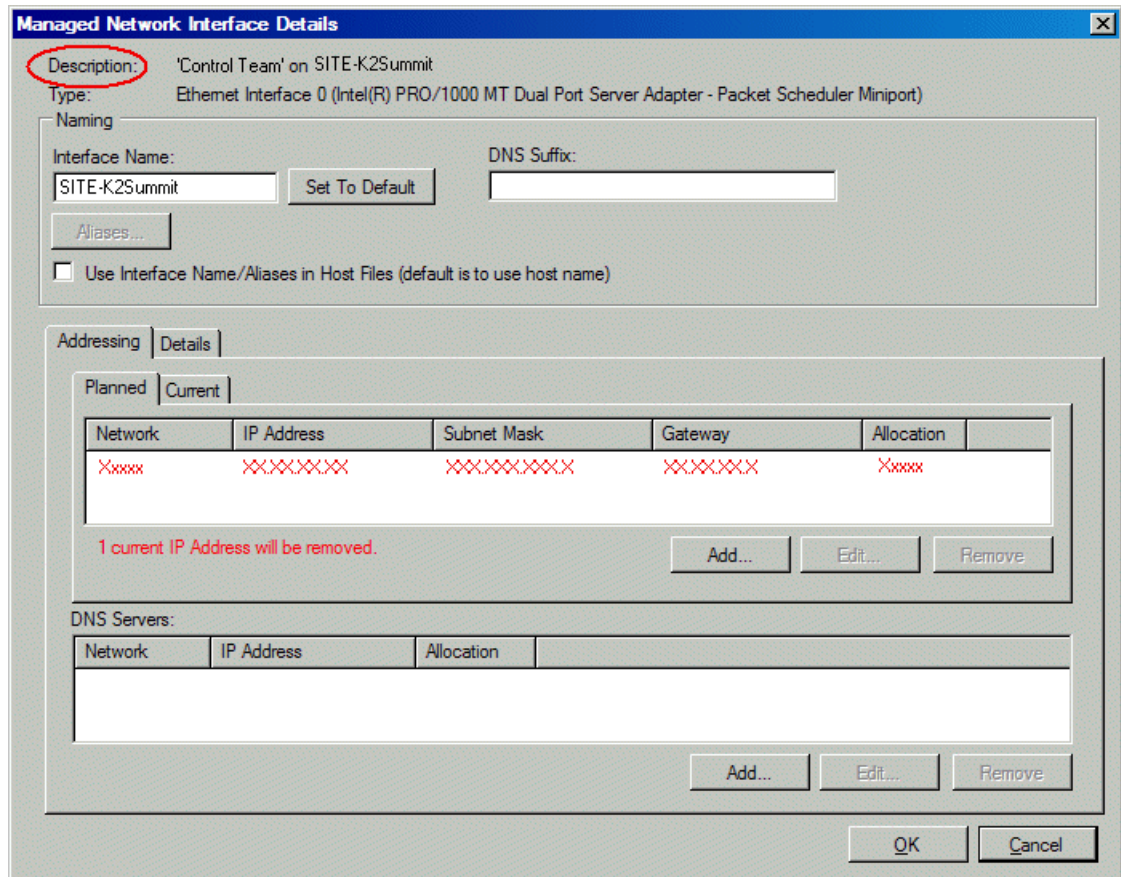 Managed Network Interface Details
Description: 'Control Team' on SITE-K2Summit
Type: Ethernet Interface 0 (Intel(R) PRO/1000 MT Dual Port Server Adapter - Packet Scheduler Miniport)
Naming
Interface Name: DNS Suffix:
SITE-K2Summit Set To Default
Aliases...
Use Interface Name/Aliases in Host Files (default is to use host name)
Addressing Details
Planned Current
Network IP Address Subnet Mask Gateway Allocation
Xxxxx XX.XX.XX.XX XXX.XXX.XXX.X XX.XX.XX.X Xxxxx
1 current IP Address will be removed.
Add... Edit... Remove
DNS Servers:
Network IP Address Allocation
Add... Edit... Remove
OK Cancel